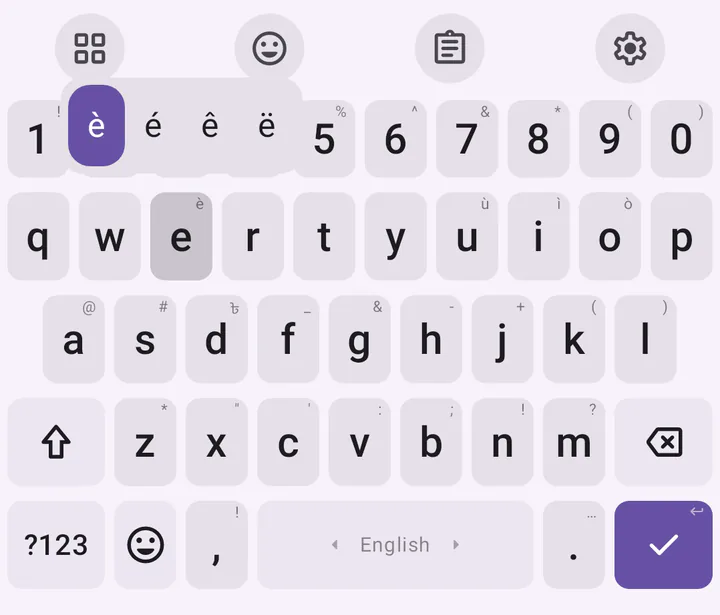 1 ! è é ê ë 5 % 6 ^ 7 & 8 * 9 ( 0 )
q w e è r t y u ù i ì o ò p
a @ s # d ъ f _ g & h - j + k ( l )
z * x " c ' v : b ; n ! m ?
?123 , ! English . …